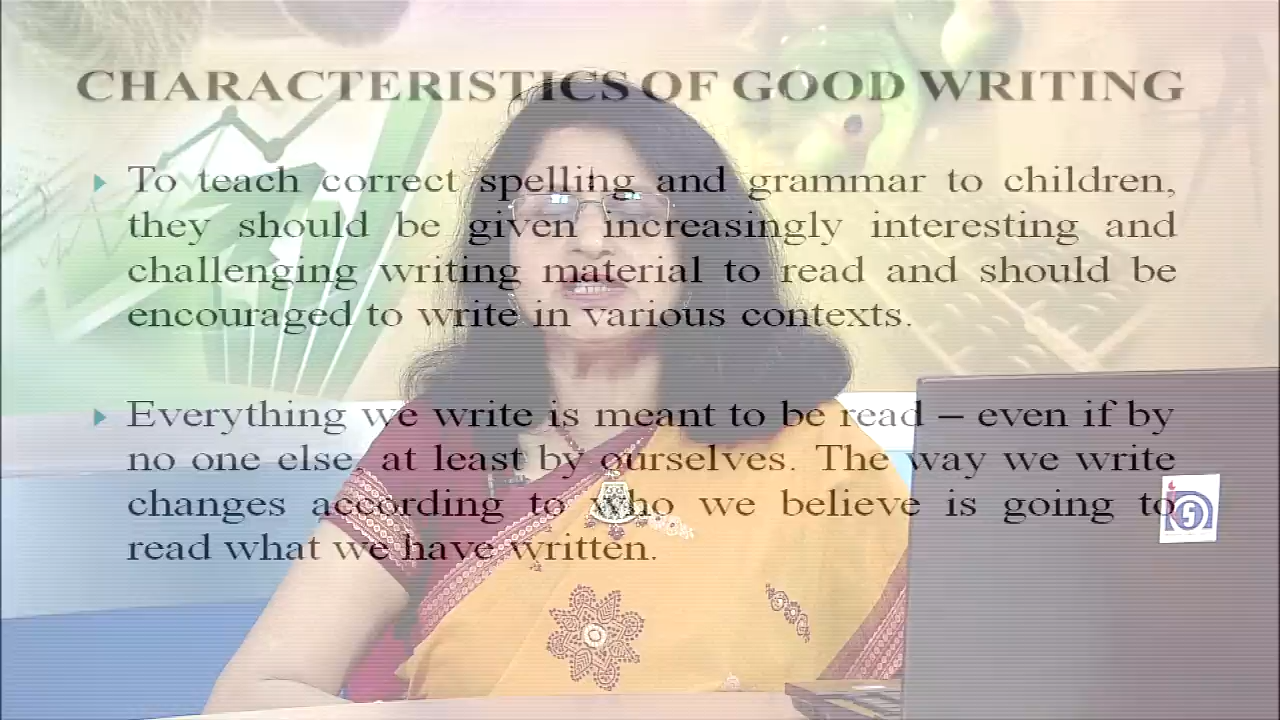 CHARACTERISTICS OF GOOD WRITING
To teach correct spelling and grammar to children,
they should be given increasingly interesting and
challenging writing material to read and should be
encouraged to write in various contexts.
Everything we write is meant to be read – even if by
no one else, at least by ourselves. The way we write
changes according to who we believe is going to
read what we have written.